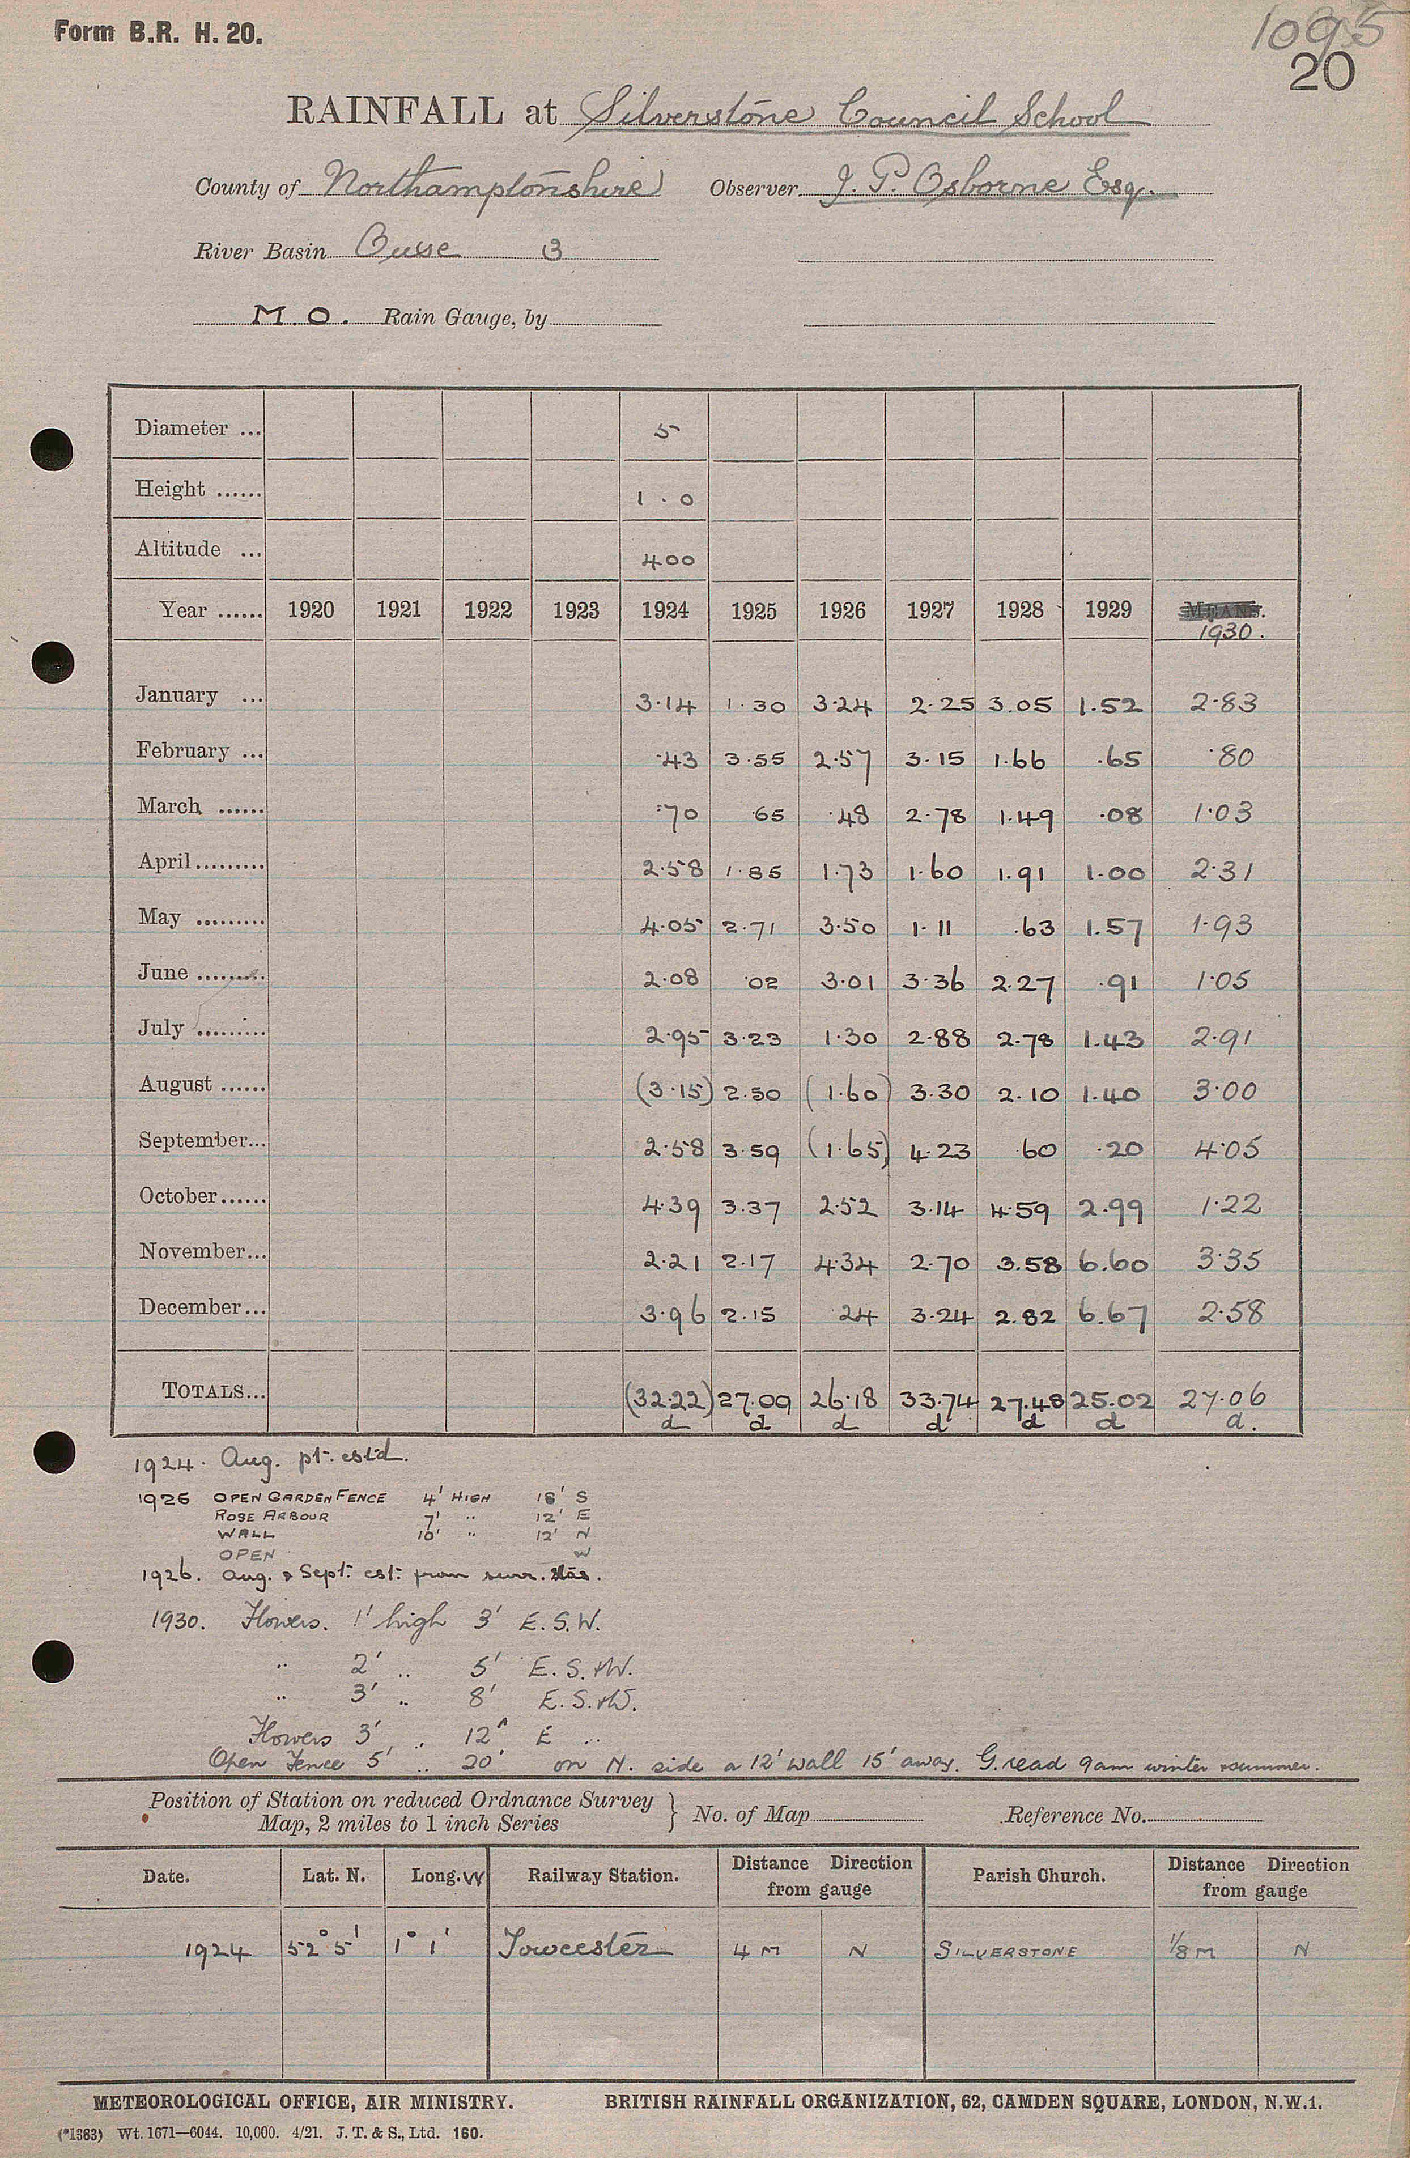 Form B.R. H. 20.
1095
20
RAINFALL at Silverstone Council School
County of Northamptonshire Observer J. P. Osborne Esq.
River Basin Ouse B
M.O. Rain Gauge, by
Diameter ... 5
Height ...... 1.0
Altitude ... 400
Year ...... 1920 1921 1922 1923 1924 1925 1926 1927 1928 1929 MEANS.
1930.
January ... 3.14 1.30 3.24 2.25 3.05 1.52 2.83
February ... .43 3.55 2.57 3.15 1.66 .65 .80
March ...... .70 65 .48 2.78 1.49 .08 1.03
April ......... 2.58 1.85 1.73 1.60 1.91 1.00 2.31
May ......... 4.05 2.71 3.50 1.11 .63 1.57 1.93
June ......... 2.08 .02 3.01 3.36 2.27 .91 1.05
July ......... 2.95 3.23 1.30 2.88 2.78 1.43 2.91
August ...... (3.15) 2.50 (1.60) 3.30 2.10 1.40 3.00
September... 2.58 3.59 (1.65) 4.23 .60 .20 4.05
October...... 4.39 3.37 2.52 3.14 4.59 2.99 1.22
November... 2.21 2.17 4.34 2.70 3.58 6.60 3.35
December... 3.96 2.15 .24 3.24 2.82 6.67 2.58
TOTALS... (32.22) 27.09 26.18 33.74 27.48 25.02 27.06
d d d d d d d.
1924. Aug. pt. est'd.
1926 OPEN GARDEN FENCE 4' HIGH 18' S
ROSE ARBOUR 7' " 12' E
WALL 10' " 12' N
OPEN W
1926. Aug. & Sept. est. from surr. stas.
1930. Flowers. 1' high 3' E.S.W.
" 2' " 5' E.S.&W.
" 3' " 8' E.S.&W.
Flowers 3' " 12' E "
Open Fence 5' " 20' on N. side a 12' wall 15' away. G. read 9am winter & summer.
Position of Station on reduced Ordnance Survey
Map, 2 miles to 1 inch Series } No. of Map Reference No.
Date. Lat. N. Long. W Railway Station. Distance Direction from gauge Parish Church. Distance Direction from gauge
1924 52° 5' 1° 1' Towcester 4 M N SILVERSTONE 1/8 M N
METEOROLOGICAL OFFICE, AIR MINISTRY. BRITISH RAINFALL ORGANIZATION, 62, CAMDEN SQUARE, LONDON, N.W.1.
(*1383) Wt. 1671—6044. 10,000. 4/21. J. T. & S., Ltd. 160.